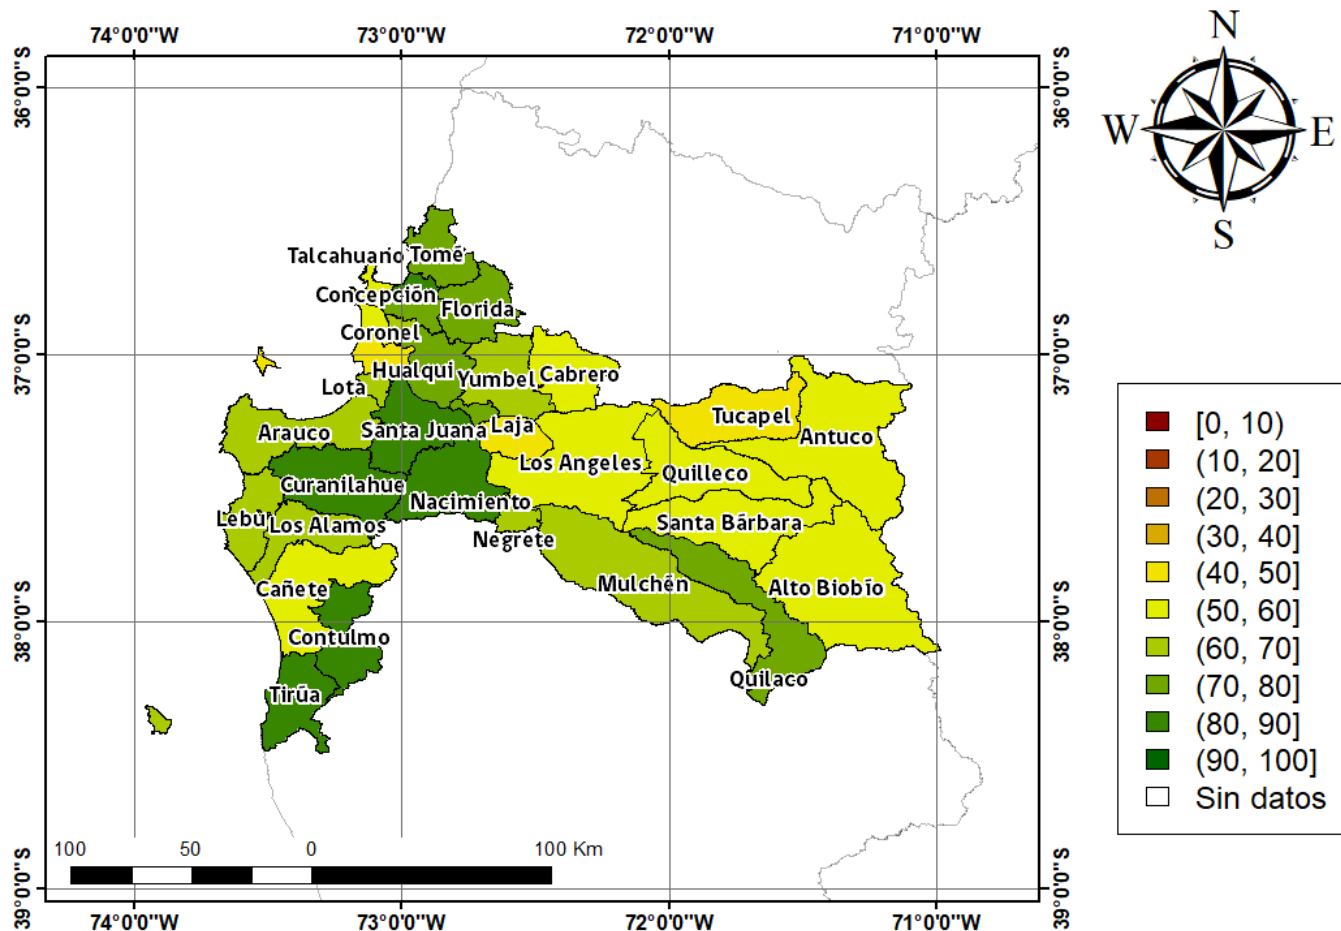 74°0'0"W 73°0'0"W 72°0'0"W 71°0'0"W
N
W E
S
36°0'0"S 36°0'0"S
37°0'0"S 37°0'0"S
38°0'0"S 38°0'0"S
39°0'0"S 39°0'0"S
Talcahuano Tomé
Concepción
Florida
Coronel
Hualqui
Yumbel Cabrero
Lota
Tucapel
Arauco
Santa Juana Laja
Antuco
Los Angeles
Quilleco
Curanilahue
Nacimiento
Lebu Los Alamos
Santa Bárbara
Negrete
Mulchén
Cañete
Alto Biobío
Contulmo
Quilaco
Tirúa
[0, 10)
(10, 20]
(20, 30]
(30, 40]
(40, 50]
(50, 60]
(60, 70]
(70, 80]
(80, 90]
(90, 100]
Sin datos
100 50 0 100 Km
74°0'0"W 73°0'0"W 72°0'0"W 71°0'0"W